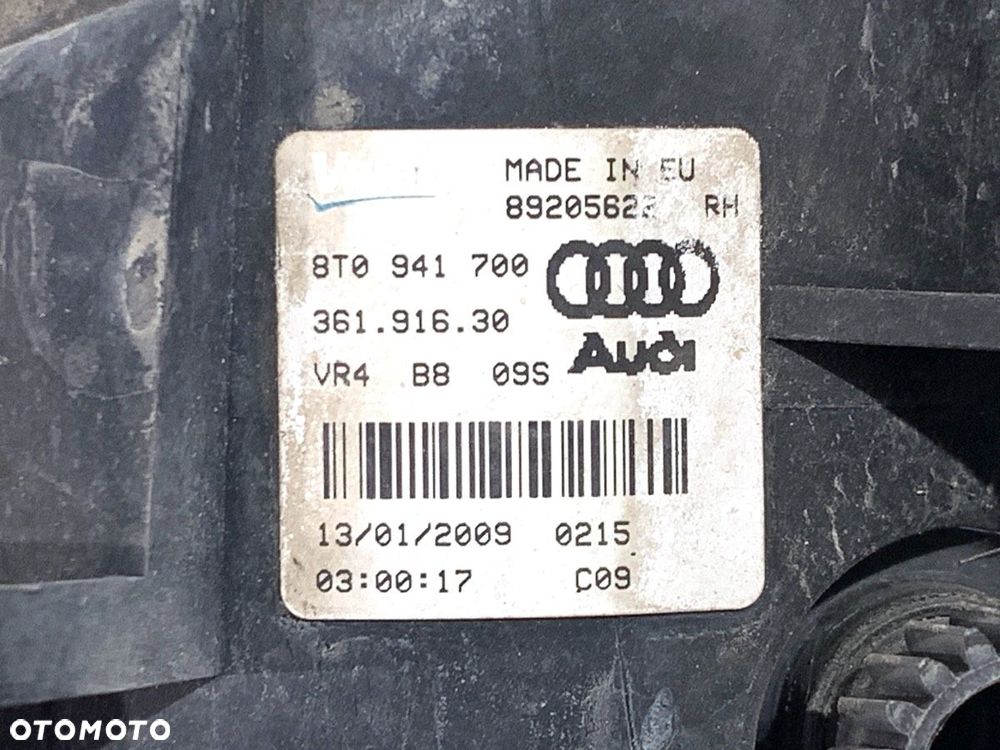 MADE IN EU
RH
8T0 941 700
361.916.30
Audi
VR4 B8 09S
13/01/2009 0215
03:00:17 C09
OTOMOTO